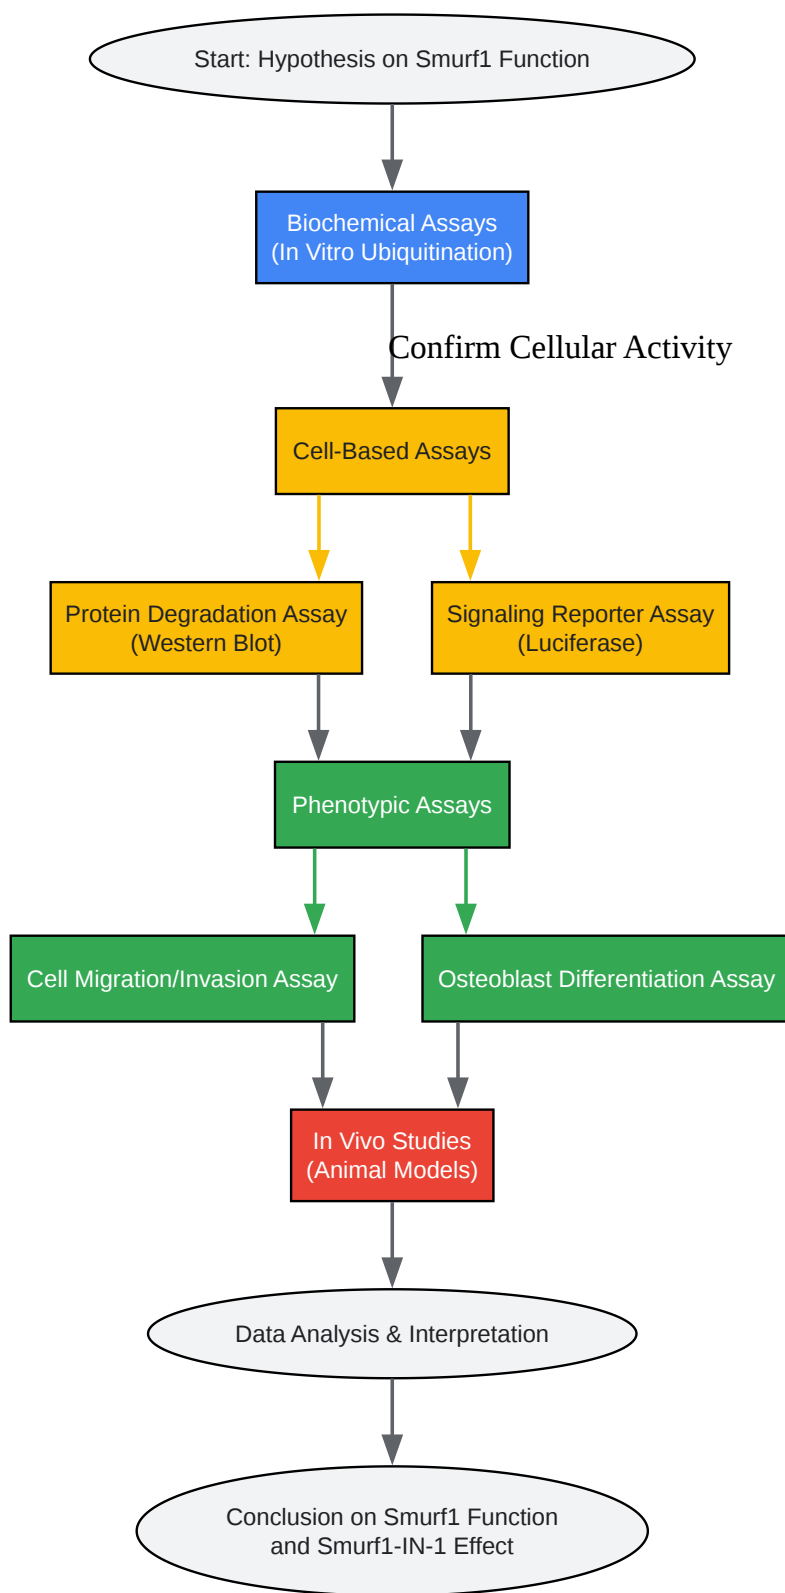 Start: Hypothesis on Smurf1 Function
Biochemical Assays
(In Vitro Ubiquitination)
Confirm Cellular Activity
Cell-Based Assays
Protein Degradation Assay
(Western Blot)
Signaling Reporter Assay
(Luciferase)
Phenotypic Assays
Cell Migration/Invasion Assay
Osteoblast Differentiation Assay
In Vivo Studies
(Animal Models)
Data Analysis & Interpretation
Conclusion on Smurf1 Function
and Smurf1-IN-1 Effect